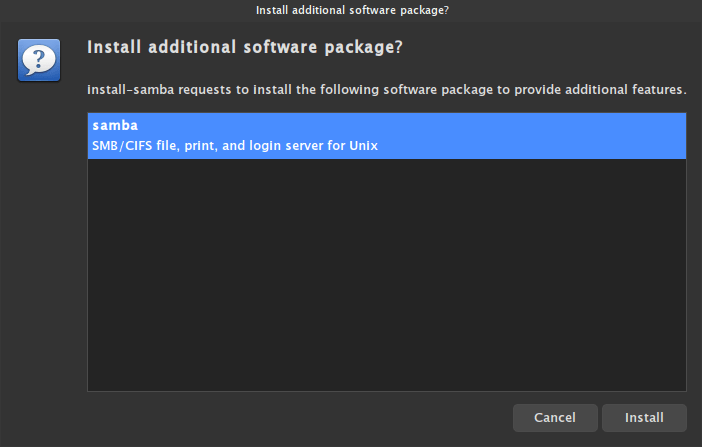 Install additional software package?
Install additional software package?
install-samba requests to install the following software package to provide additional features.
samba
SMB/CIFS file, print, and login server for Unix
Cancel Install